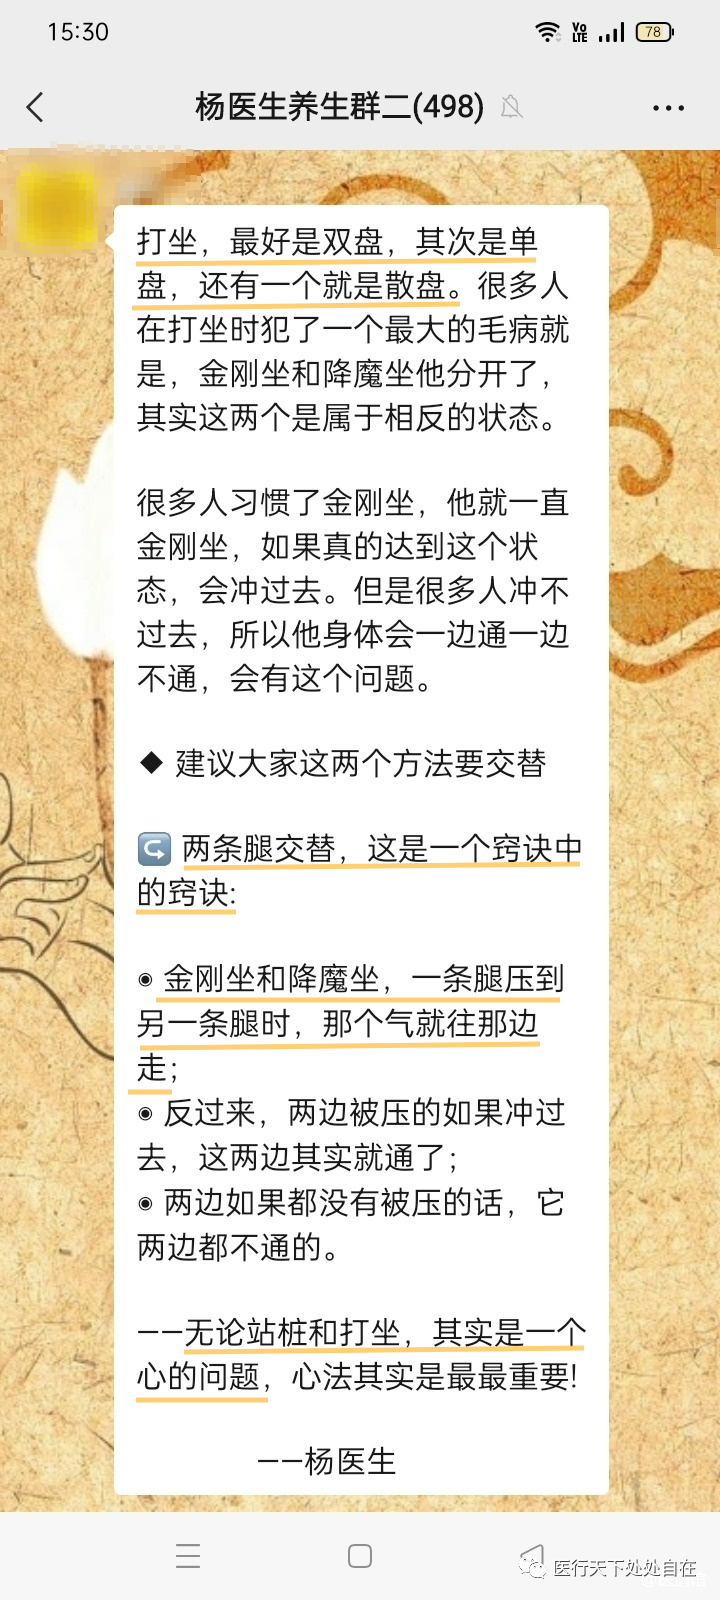 15:30
Vo
LTE
78
杨医生养生群二(498)
打坐，最好是双盘，其次是单
盘，还有一个就是散盘。很多人
在打坐时犯了一个最大的毛病就
是，金刚坐和降魔坐他分开了，
其实这两个是属于相反的状态。
很多人习惯了金刚坐，他就一直
金刚坐，如果真的达到这个状
态，会冲过去。但是很多人冲不
过去，所以他身体会一边通一边
不通，会有这个问题。
◆ 建议大家这两个方法要交替
↪️ 两条腿交替，这是一个窍诀中
的窍诀:
◉ 金刚坐和降魔坐，一条腿压到
另一条腿时，那个气就往那边
走；
◉ 反过来，两边被压的如果冲过
去，这两边其实就通了；
◉ 两边如果都没有被压的话，它
两边都不通的。
——无论站桩和打坐，其实是一个
心的问题，心法其实是最最重要!
——杨医生
医行天下处处自在